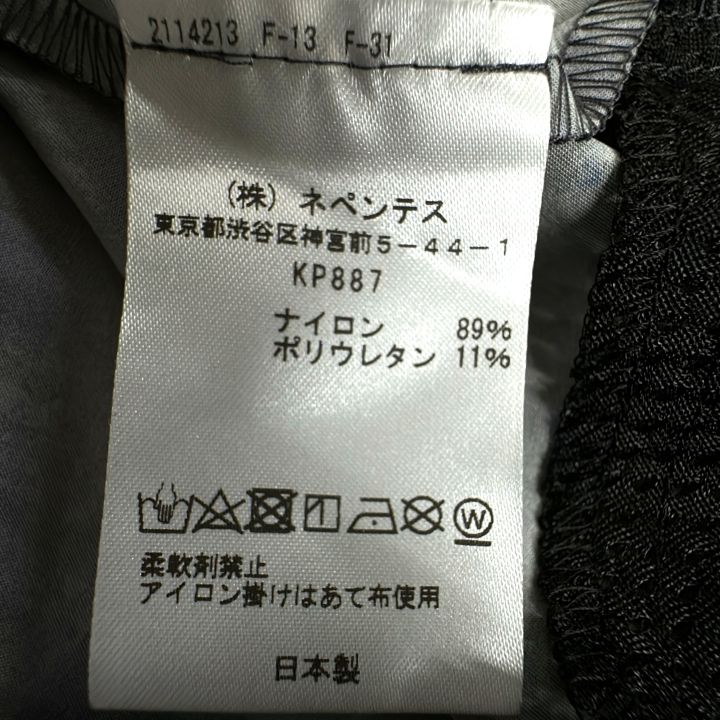 2114213 F-13 F-31
(株) ネペンテス
東京都渋谷区神宮前5-44-1
KP887
ナイロン 89%
ポリウレタン 11%
W
柔軟剤禁止
アイロン掛けはあて布使用
日本製